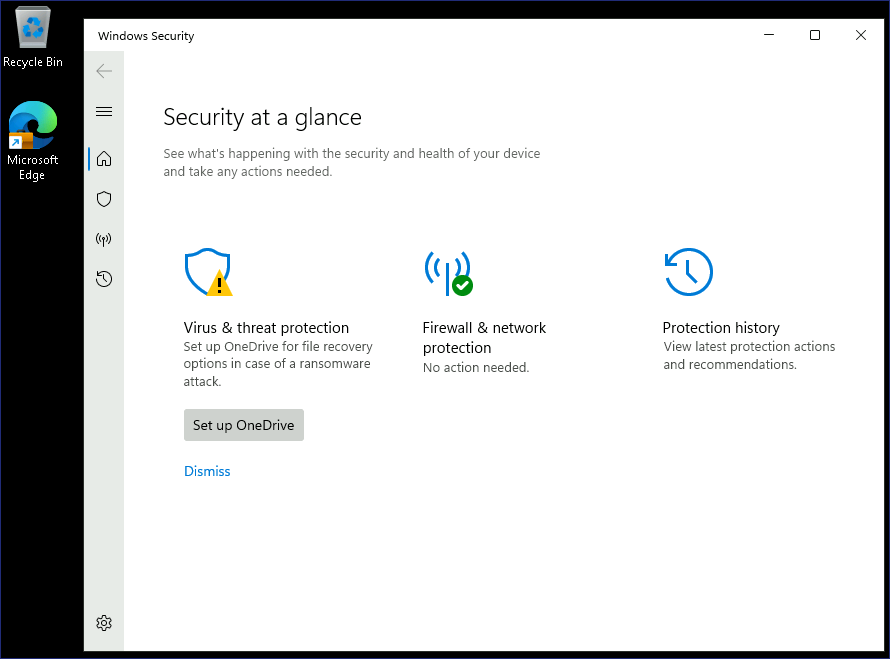 Recycle Bin
Microsoft
Edge
Windows Security
Security at a glance
See what's happening with the security and health of your device
and take any actions needed.
Virus & threat protection
Set up OneDrive for file recovery
options in case of a ransomware
attack.
Set up OneDrive
Dismiss
Firewall & network
protection
No action needed.
Protection history
View latest protection actions
and recommendations.